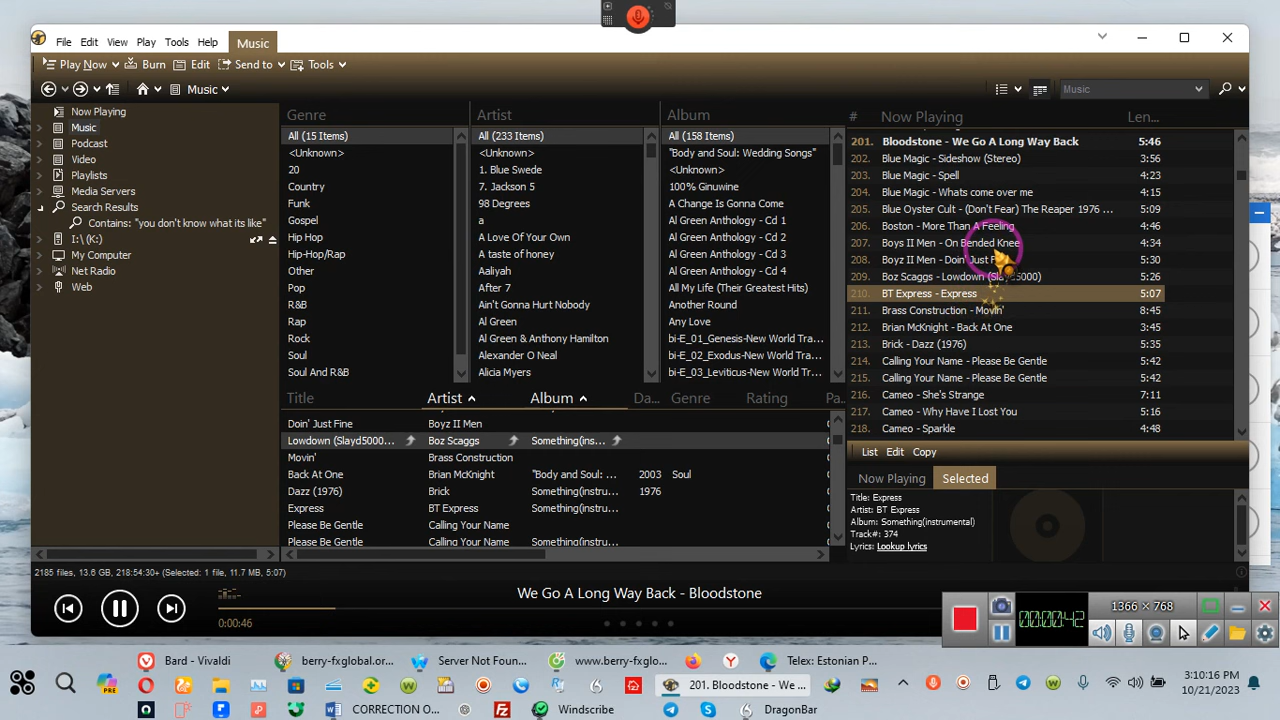 File Edit View Play Tools Help Music
Play Now Burn Edit Send to Tools
Music Music
Now Playing
Music
Podcast
Video
Playlists
Media Servers
Search Results
Contains: "you don't know what its like"
I:\ (K:)
My Computer
Net Radio
Web
Genre
All (15 Items)
<Unknown>
20
Country
Funk
Gospel
Hip Hop
Hip-Hop/Rap
Other
Pop
R&B
Rap
Rock
Soul
Soul And R&B
Artist
All (233 Items)
1. Blue Swede
7. Jackson 5
98 Degrees
a
A Love Of Your Own
A taste of honey
Aaliyah
After 7
Ain't Gonna Hurt Nobody
Al Green
Al Green & Anthony Hamilton
Alexander O Neal
Alicia Myers
Album
All (158 Items)
"Body and Soul: Wedding Songs"
<Unknown>
100% Ginuwine
A Change Is Gonna Come
Al Green Anthology - Cd 1
Al Green Anthology - Cd 2
Al Green Anthology - Cd 3
Al Green Anthology - Cd 4
All My Life (Their Greatest Hits)
Another Round
Any Love
bi-E_01_Genesis-New World Tra...
bi-E_02_Exodus-New World Trans...
bi-E_03_Leviticus-New World Tr...
Title Artist Album Da... Genre Rating Pa...
Doin' Just Fine Boyz II Men
Lowdown (Slayd5000... Boz Scaggs Something(ins...
Movin' Brass Construction
Back At One Brian McKnight "Body and Soul: ... 2003 Soul
Dazz (1976) Brick Something(instru... 1976
Express BT Express Something(instru...
Please Be Gentle Calling Your Name
Please Be Gentle Calling Your Name
# Now Playing Len...
201. Bloodstone - We Go A Long Way Back 5:46
202. Blue Magic - Sideshow (Stereo) 3:56
203. Blue Magic - Spell 4:23
204. Blue Magic - Whats come over me 4:15
205. Blue Oyster Cult - (Don't Fear) The Reaper 1976 ... 5:09
206. Boston - More Than A Feeling 4:46
207. Boys II Men - On Bended Knee 4:34
208. Boyz II Men - Doin' Just 5:30
209. Boz Scaggs - Lowdown (Slayd5000) 5:26
210. BT Express - Express 5:07
211. Brass Construction - Movin' 8:45
212. Brian McKnight - Back At One 3:45
213. Brick - Dazz (1976) 5:35
214. Calling Your Name - Please Be Gentle 5:42
215. Calling Your Name - Please Be Gentle 5:42
216. Cameo - She's Strange 7:11
217. Cameo - Why Have I Lost You 5:16
218. Cameo - Sparkle 4:48
List Edit Copy
Now Playing Selected
Title: Express
Artist: BT Express
Album: Something(instrumental)
Track#: 374
Lyrics: Lookup lyrics
2185 files, 13.6 GB, 218:54:30+ (Selected: 1 file, 11.7 MB, 5:07)
We Go A Long Way Back - Bloodstone
0:00:46
00:00:42
1366 × 768
Bard - Vivaldi berry-fxglobal.or... Server Not Foun... www.berry-fxglo... Telex: Estonian P...
PRE 201. Bloodstone - We ...
CORRECTION O... Windscribe DragonBar
3:10:16 PM
10/21/2023